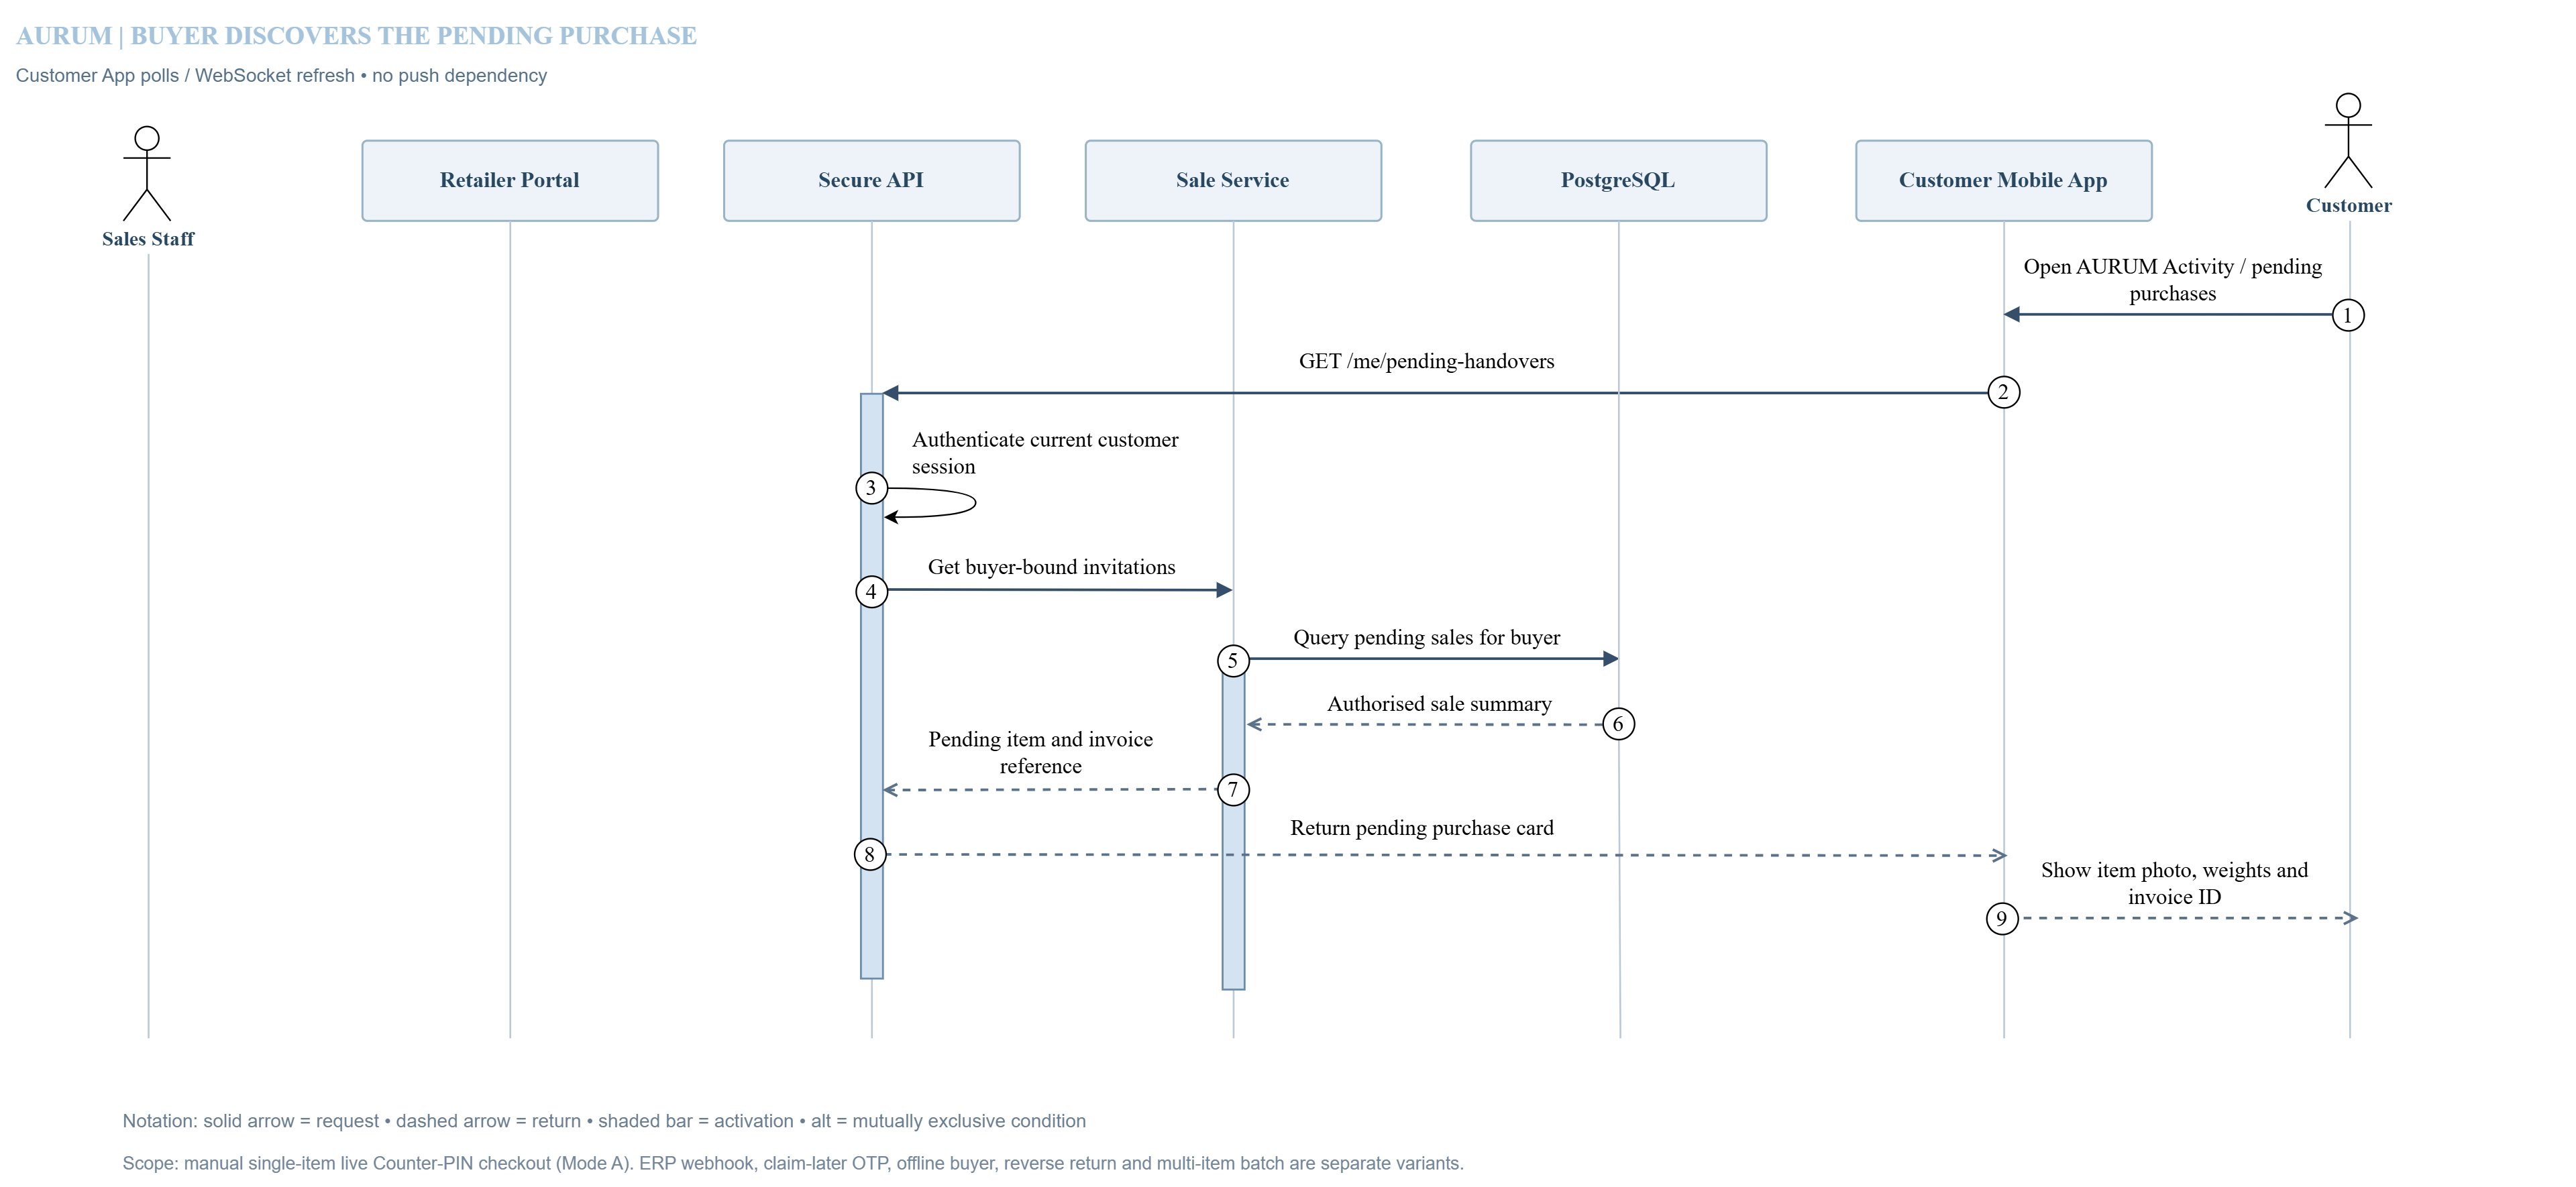 AURUM | BUYER DISCOVERS THE PENDING PURCHASE
Customer App polls / WebSocket refresh • no push dependency
Sales Staff
Retailer Portal
Secure API
Sale Service
PostgreSQL
Customer Mobile App
Customer
Open AURUM Activity / pending
purchases
1
GET /me/pending-handovers
2
Authenticate current customer
session
3
Get buyer-bound invitations
4
Query pending sales for buyer
5
Authorised sale summary
6
Pending item and invoice
reference
7
Return pending purchase card
8
Show item photo, weights and
invoice ID
9
Notation: solid arrow = request • dashed arrow = return • shaded bar = activation • alt = mutually exclusive condition
Scope: manual single-item live Counter-PIN checkout (Mode A). ERP webhook, claim-later OTP, offline buyer, reverse return and multi-item batch are separate variants.